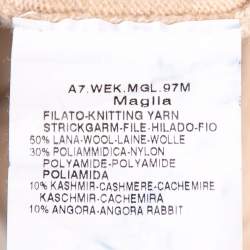 A7.WEK.MGL.97M
Maglia
FILATO-KNITTING YARN
STRICKGARM-FILE-HILADO-FIO
50% LANA-WOOL-LAINE-WOLLE
30% POLIAMMIDICA-NYLON
POLYAMIDE-POLYAMIDE
POLIAMIDA
10% KASHMIR-CASHMERE-CACHEMIRE
KASCHMIR-CACHEMIRA
10% ANGORA-ANGORA RABBIT